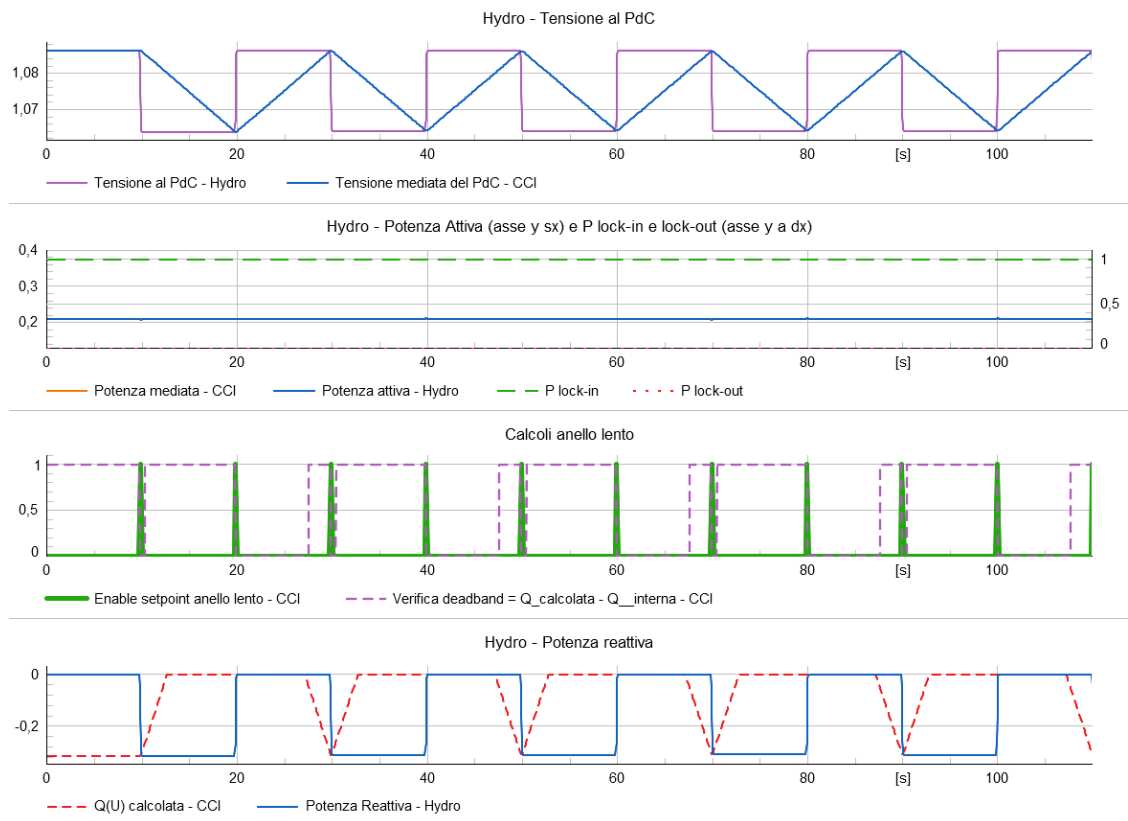 Hydro - Tensione al PdC
1,08
1,07
0 20 40 60 80 [s] 100
Tensione al PdC - Hydro Tensione mediata del PdC - CCI
Hydro - Potenza Attiva (asse y sx) e P lock-in e lock-out (asse y a dx)
0,4
1
0,3
0,5
0,2
0
0 20 40 60 80 [s] 100
Potenza mediata - CCI Potenza attiva - Hydro P lock-in P lock-out
Calcoli anello lento
1
0,5
0
0 20 40 60 80 [s] 100
Enable setpoint anello lento - CCI Verifica deadband = Q_calcolata - Q__interna - CCI
Hydro - Potenza reattiva
0
-0,2
0 20 40 60 80 [s] 100
Q(U) calcolata - CCI Potenza Reattiva - Hydro